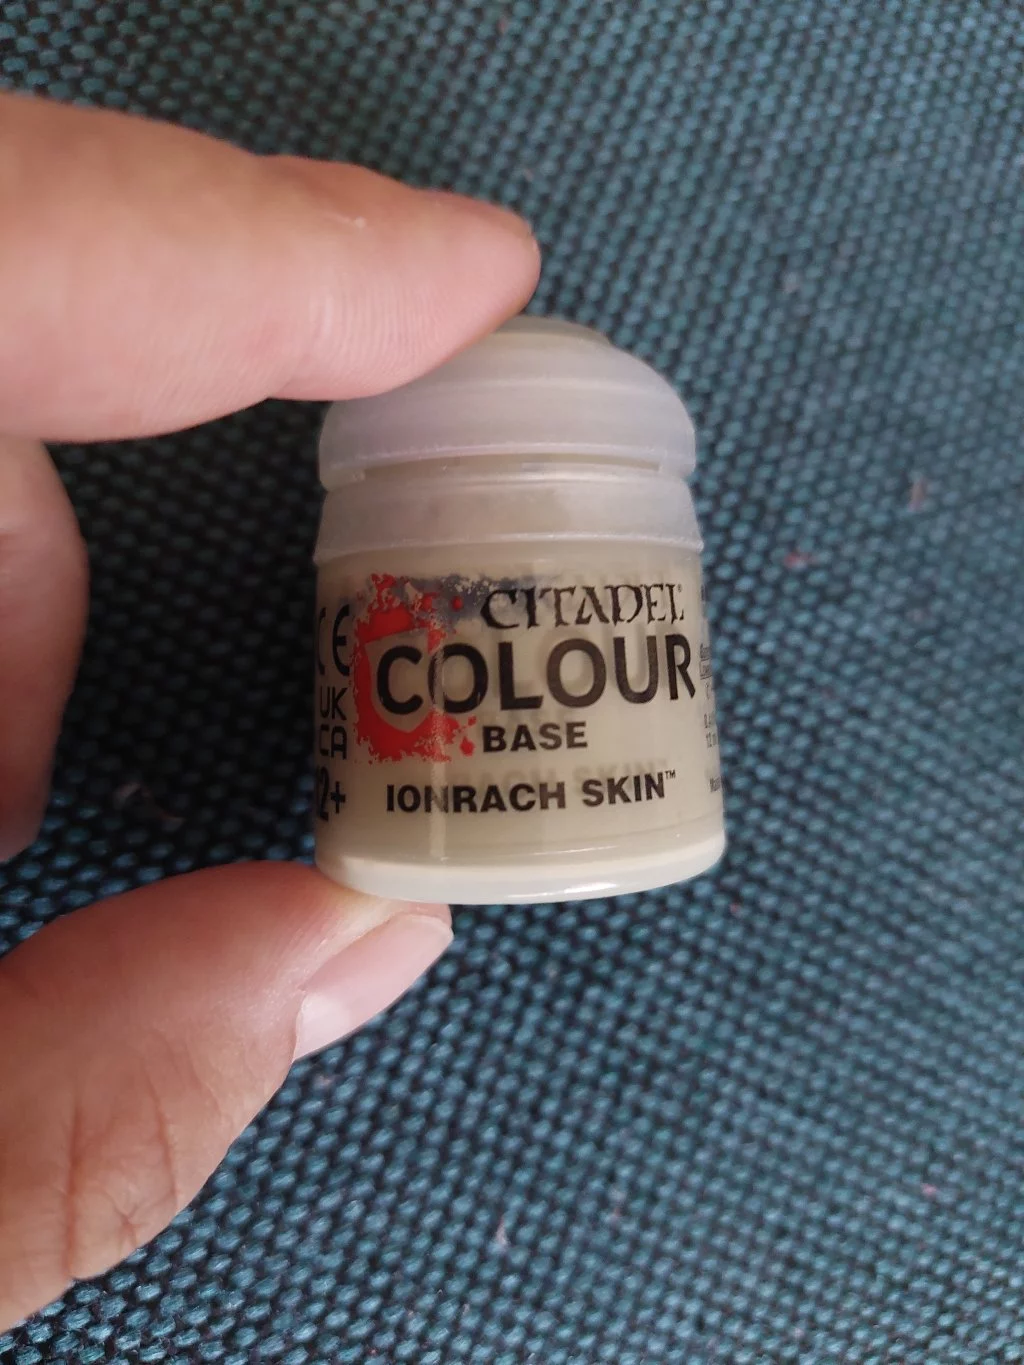 CITADEL®
COLOUR
BASE
IONRACH SKIN™
CE
UK
CA